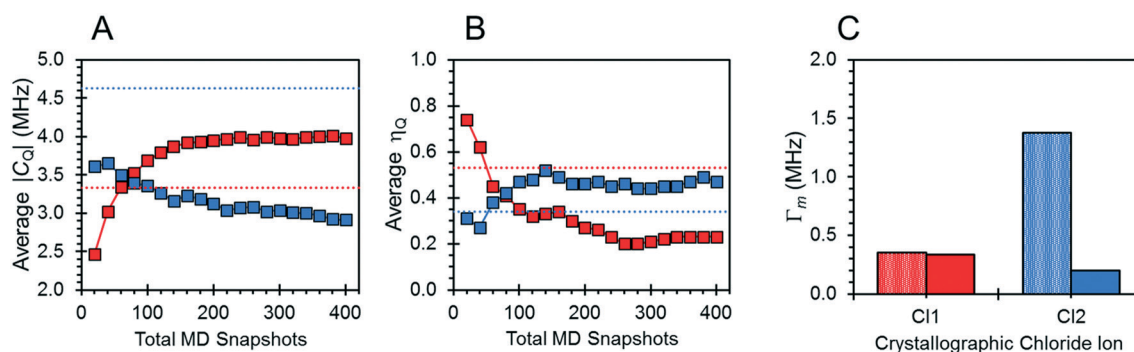 A
B
C
Average |C_Q| (MHz)
5.0
4.5
4.0
3.5
3.0
2.5
2.0
0
100
200
300
400
Total MD Snapshots
Average η_Q
1.0
0.8
0.6
0.4
0.2
0.0
0
100
200
300
400
Total MD Snapshots
Γ_m (MHz)
2.0
1.5
1.0
0.5
0.0
Cl1
Cl2
Crystallographic Chloride Ion